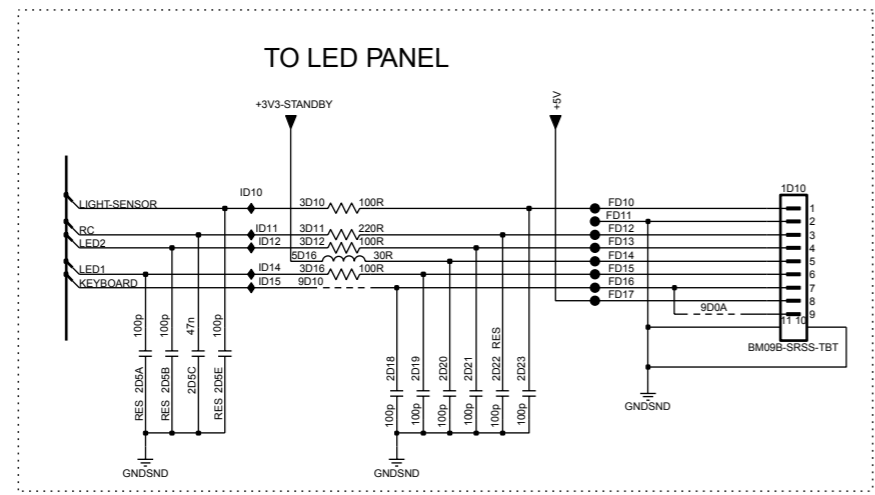 TO LED PANEL
+3V3-STANDBY
+5V
1D10
ID10
LIGHT-SENSOR
3D10
100R
FD10
1
FD11
2
RC
ID11
3D11
220R
FD12
3
LED2
ID12
3D12
100R
FD13
4
5D16
30R
FD14
5
LED1
ID14
3D16
100R
FD15
6
KEYBOARD
ID15
9D10
FD16
7
FD17
8
9D0A
9
11 10
BM09B-SRSS-TBT
100p
100p
47n
100p
RES 2D5A
RES 2D5B
2D5C
RES 2D5E
2D18
2D19
2D20
2D21
2D22 RES
2D23
100p
100p
100p
100p
100p
100p
GNDSND
GNDSND
GNDSND